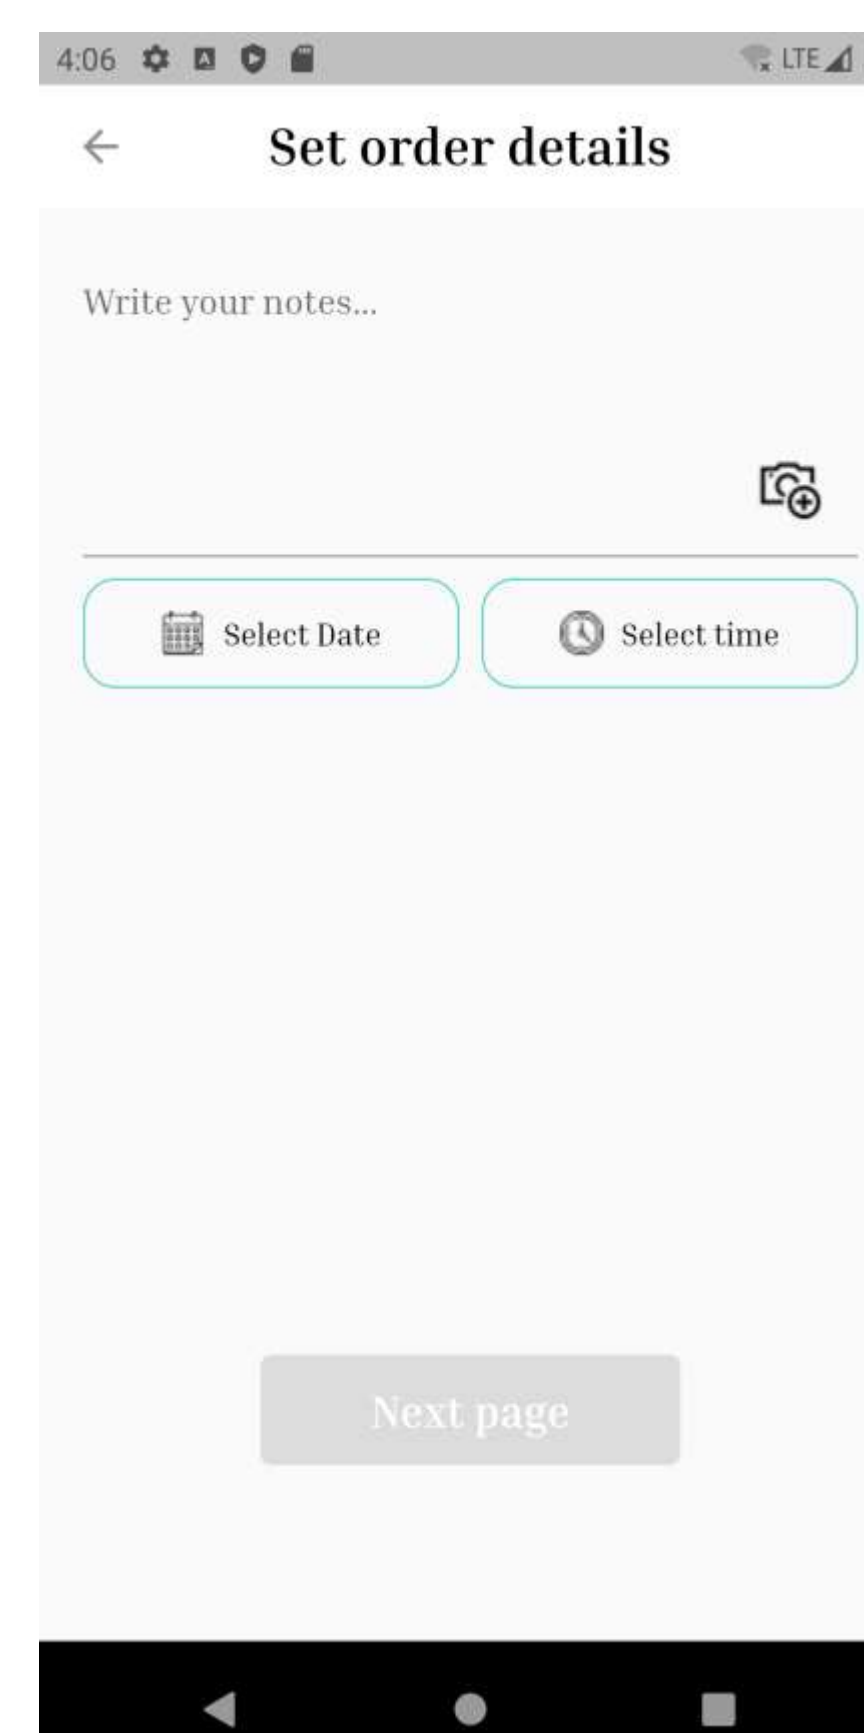 4:06 LTE
Set order details
Write your notes...
Select Date Select time
Next page